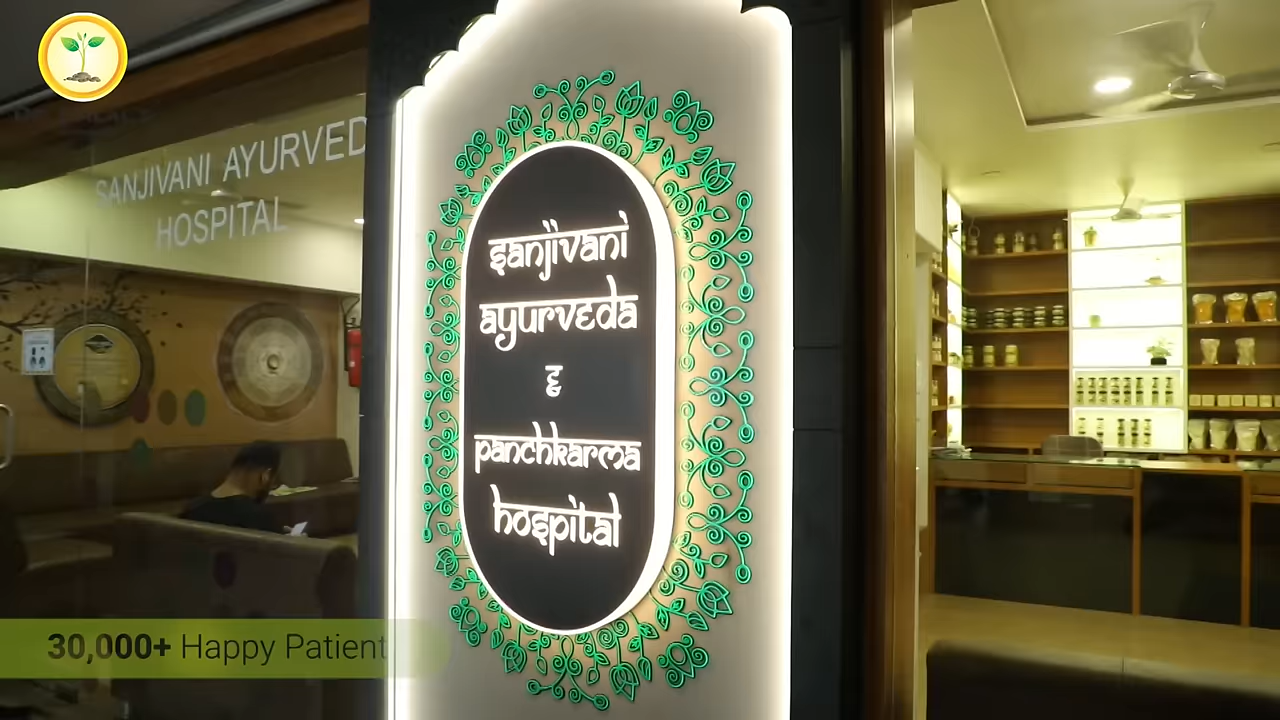 SANJIVANI AYURVED
HOSPITAL
sanjivani
ayurveda
&
panchkarma
hospital
30,000+ Happy Patient